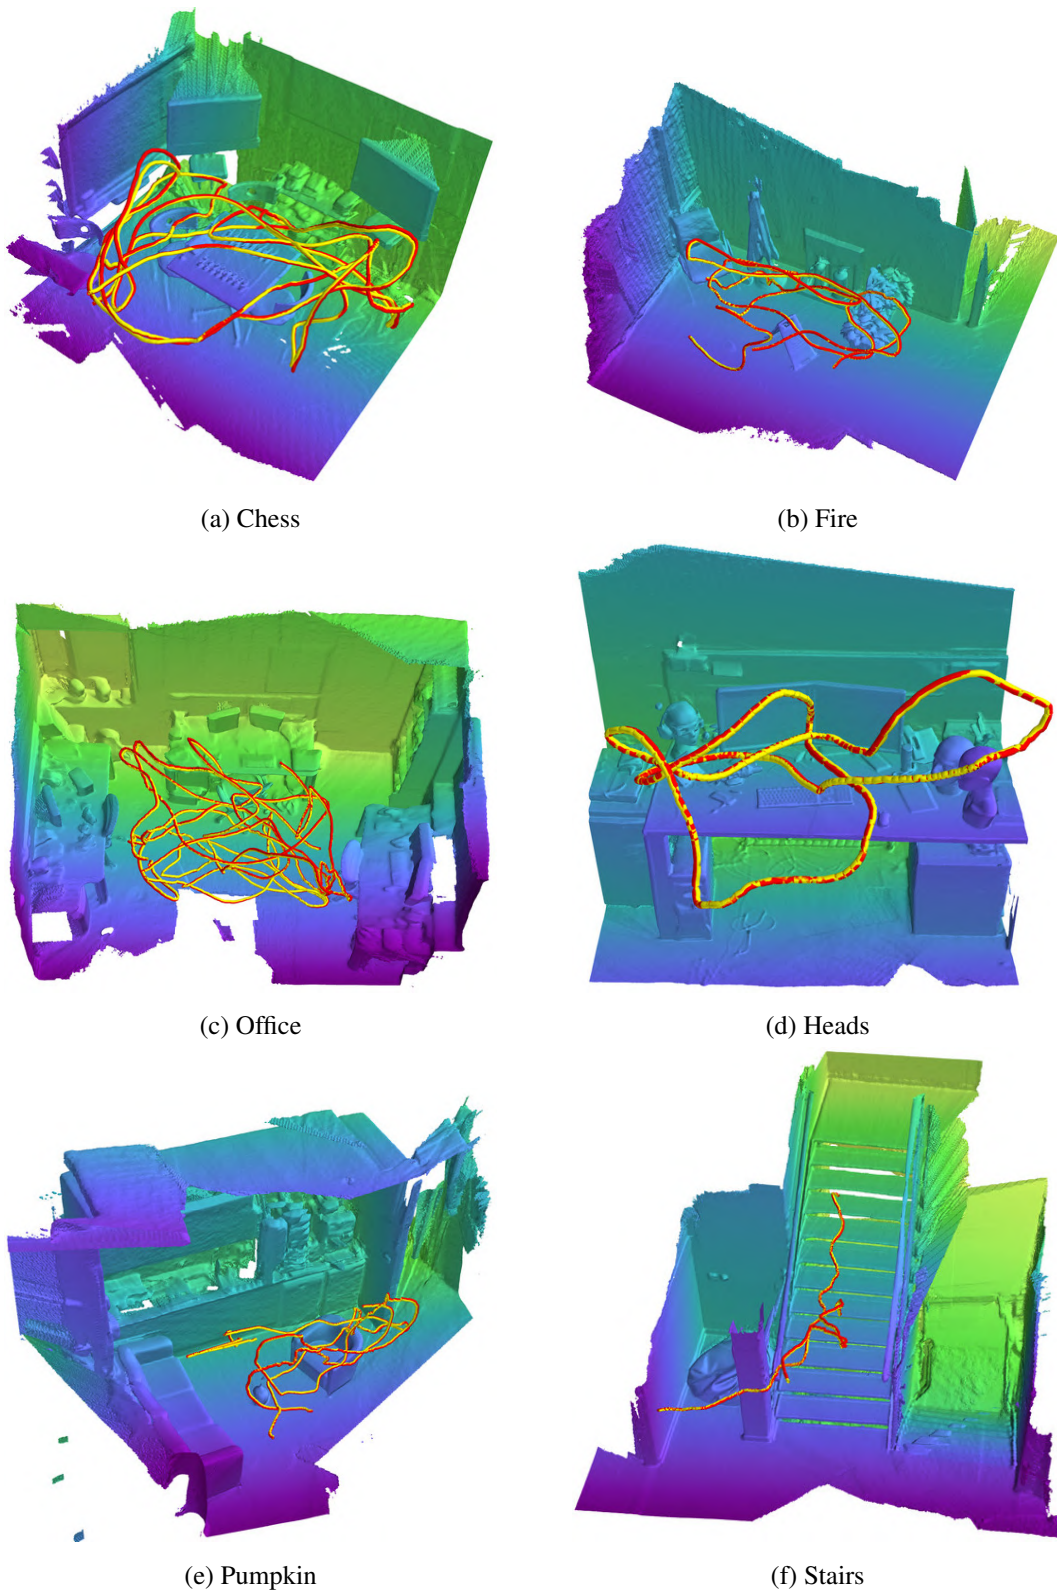 (a) Chess
(b) Fire
(c) Office
(d) Heads
(e) Pumpkin
(f) Stairs